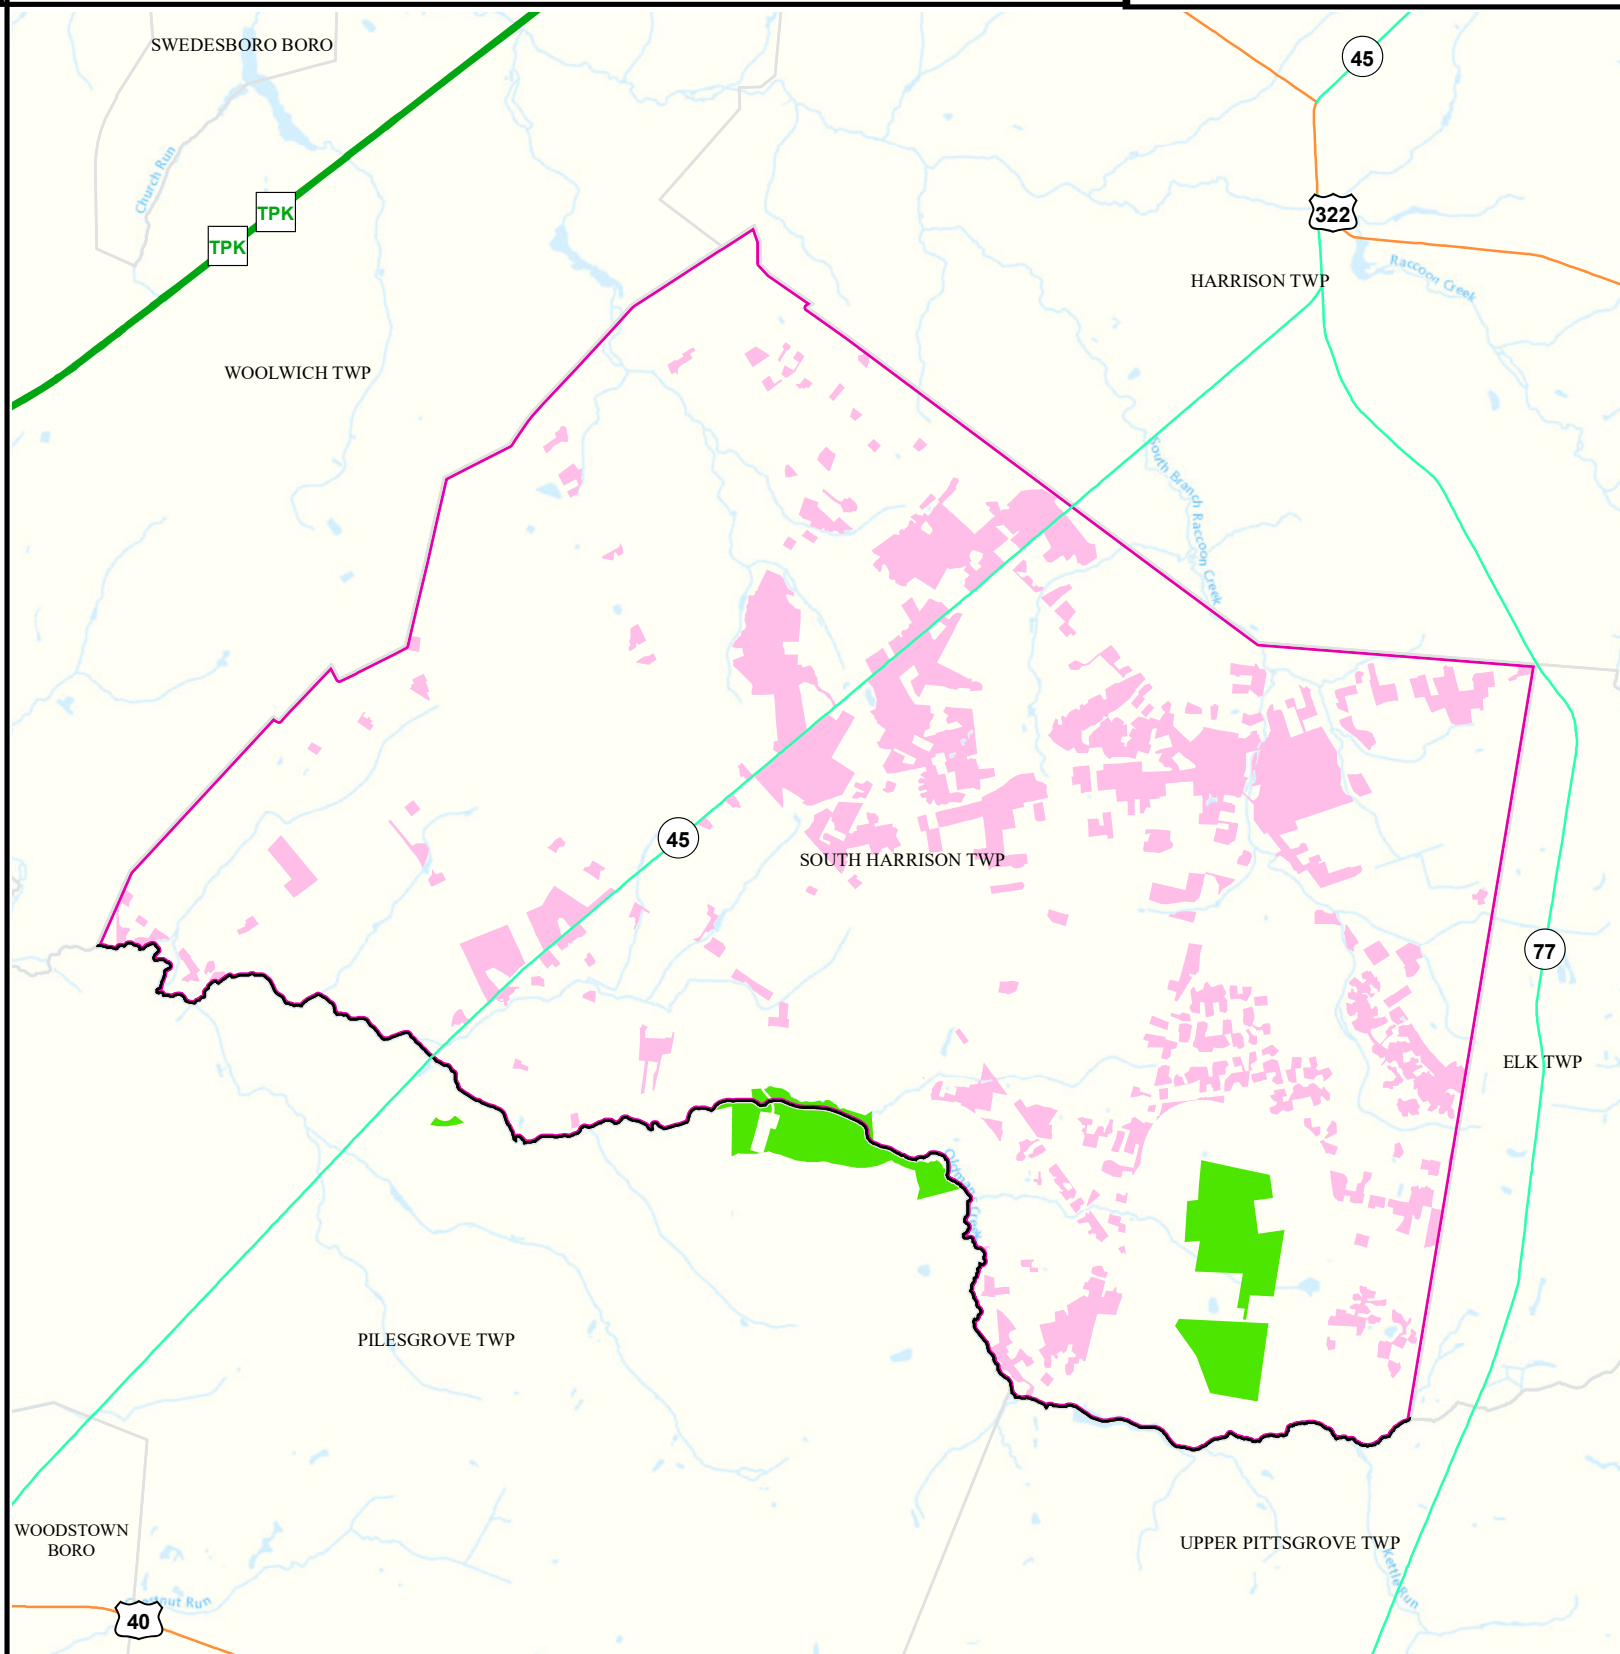 SWEDESBORO BORO
45
Church Run
TPK
TPK
322
HARRISON TWP
Raccoon Creek
WOOLWICH TWP
South Branch Raccoon Creek
45
SOUTH HARRISON TWP
77
ELK TWP
PILESGROVE TWP
WOODSTOWN
BORO
UPPER PITTSGROVE TWP
Kettle Run
Run
40